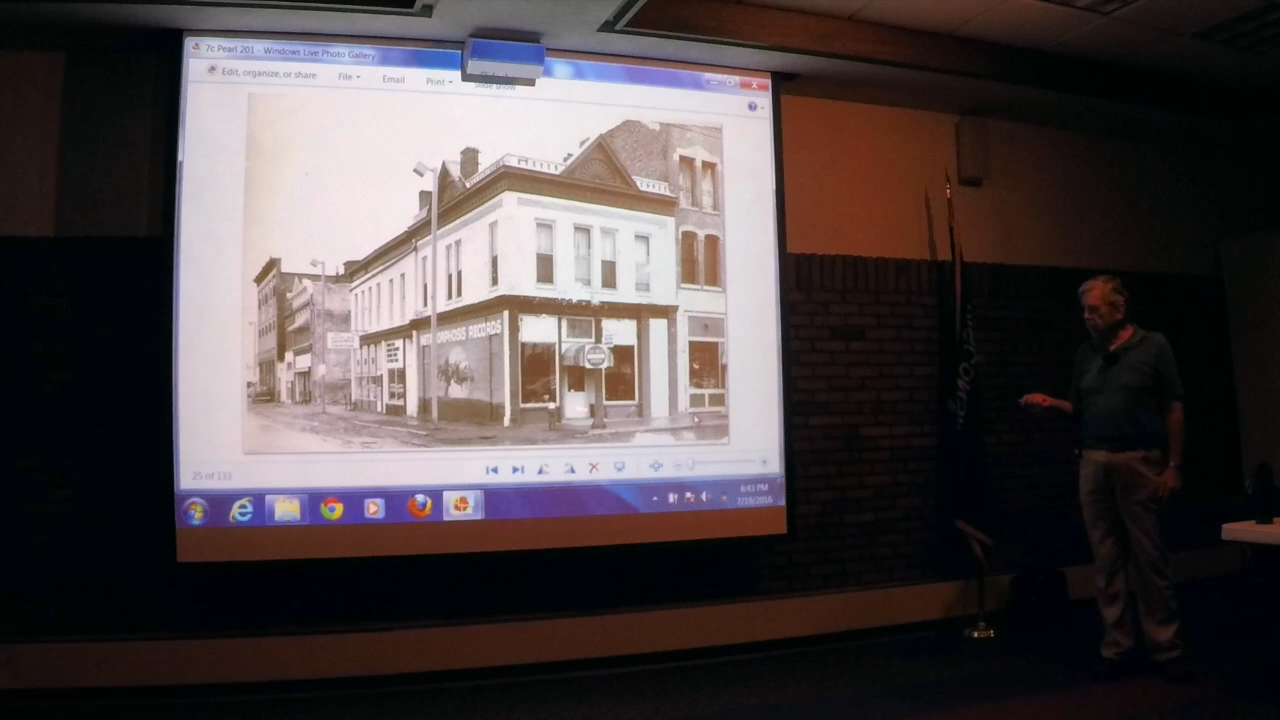 7c Pearl 201 - Windows Live Photo Gallery
Edit, organize, or share File Email Print Slide show
ORPHOSIS RECORDS
25 of 133
6:43 PM
7/19/2016